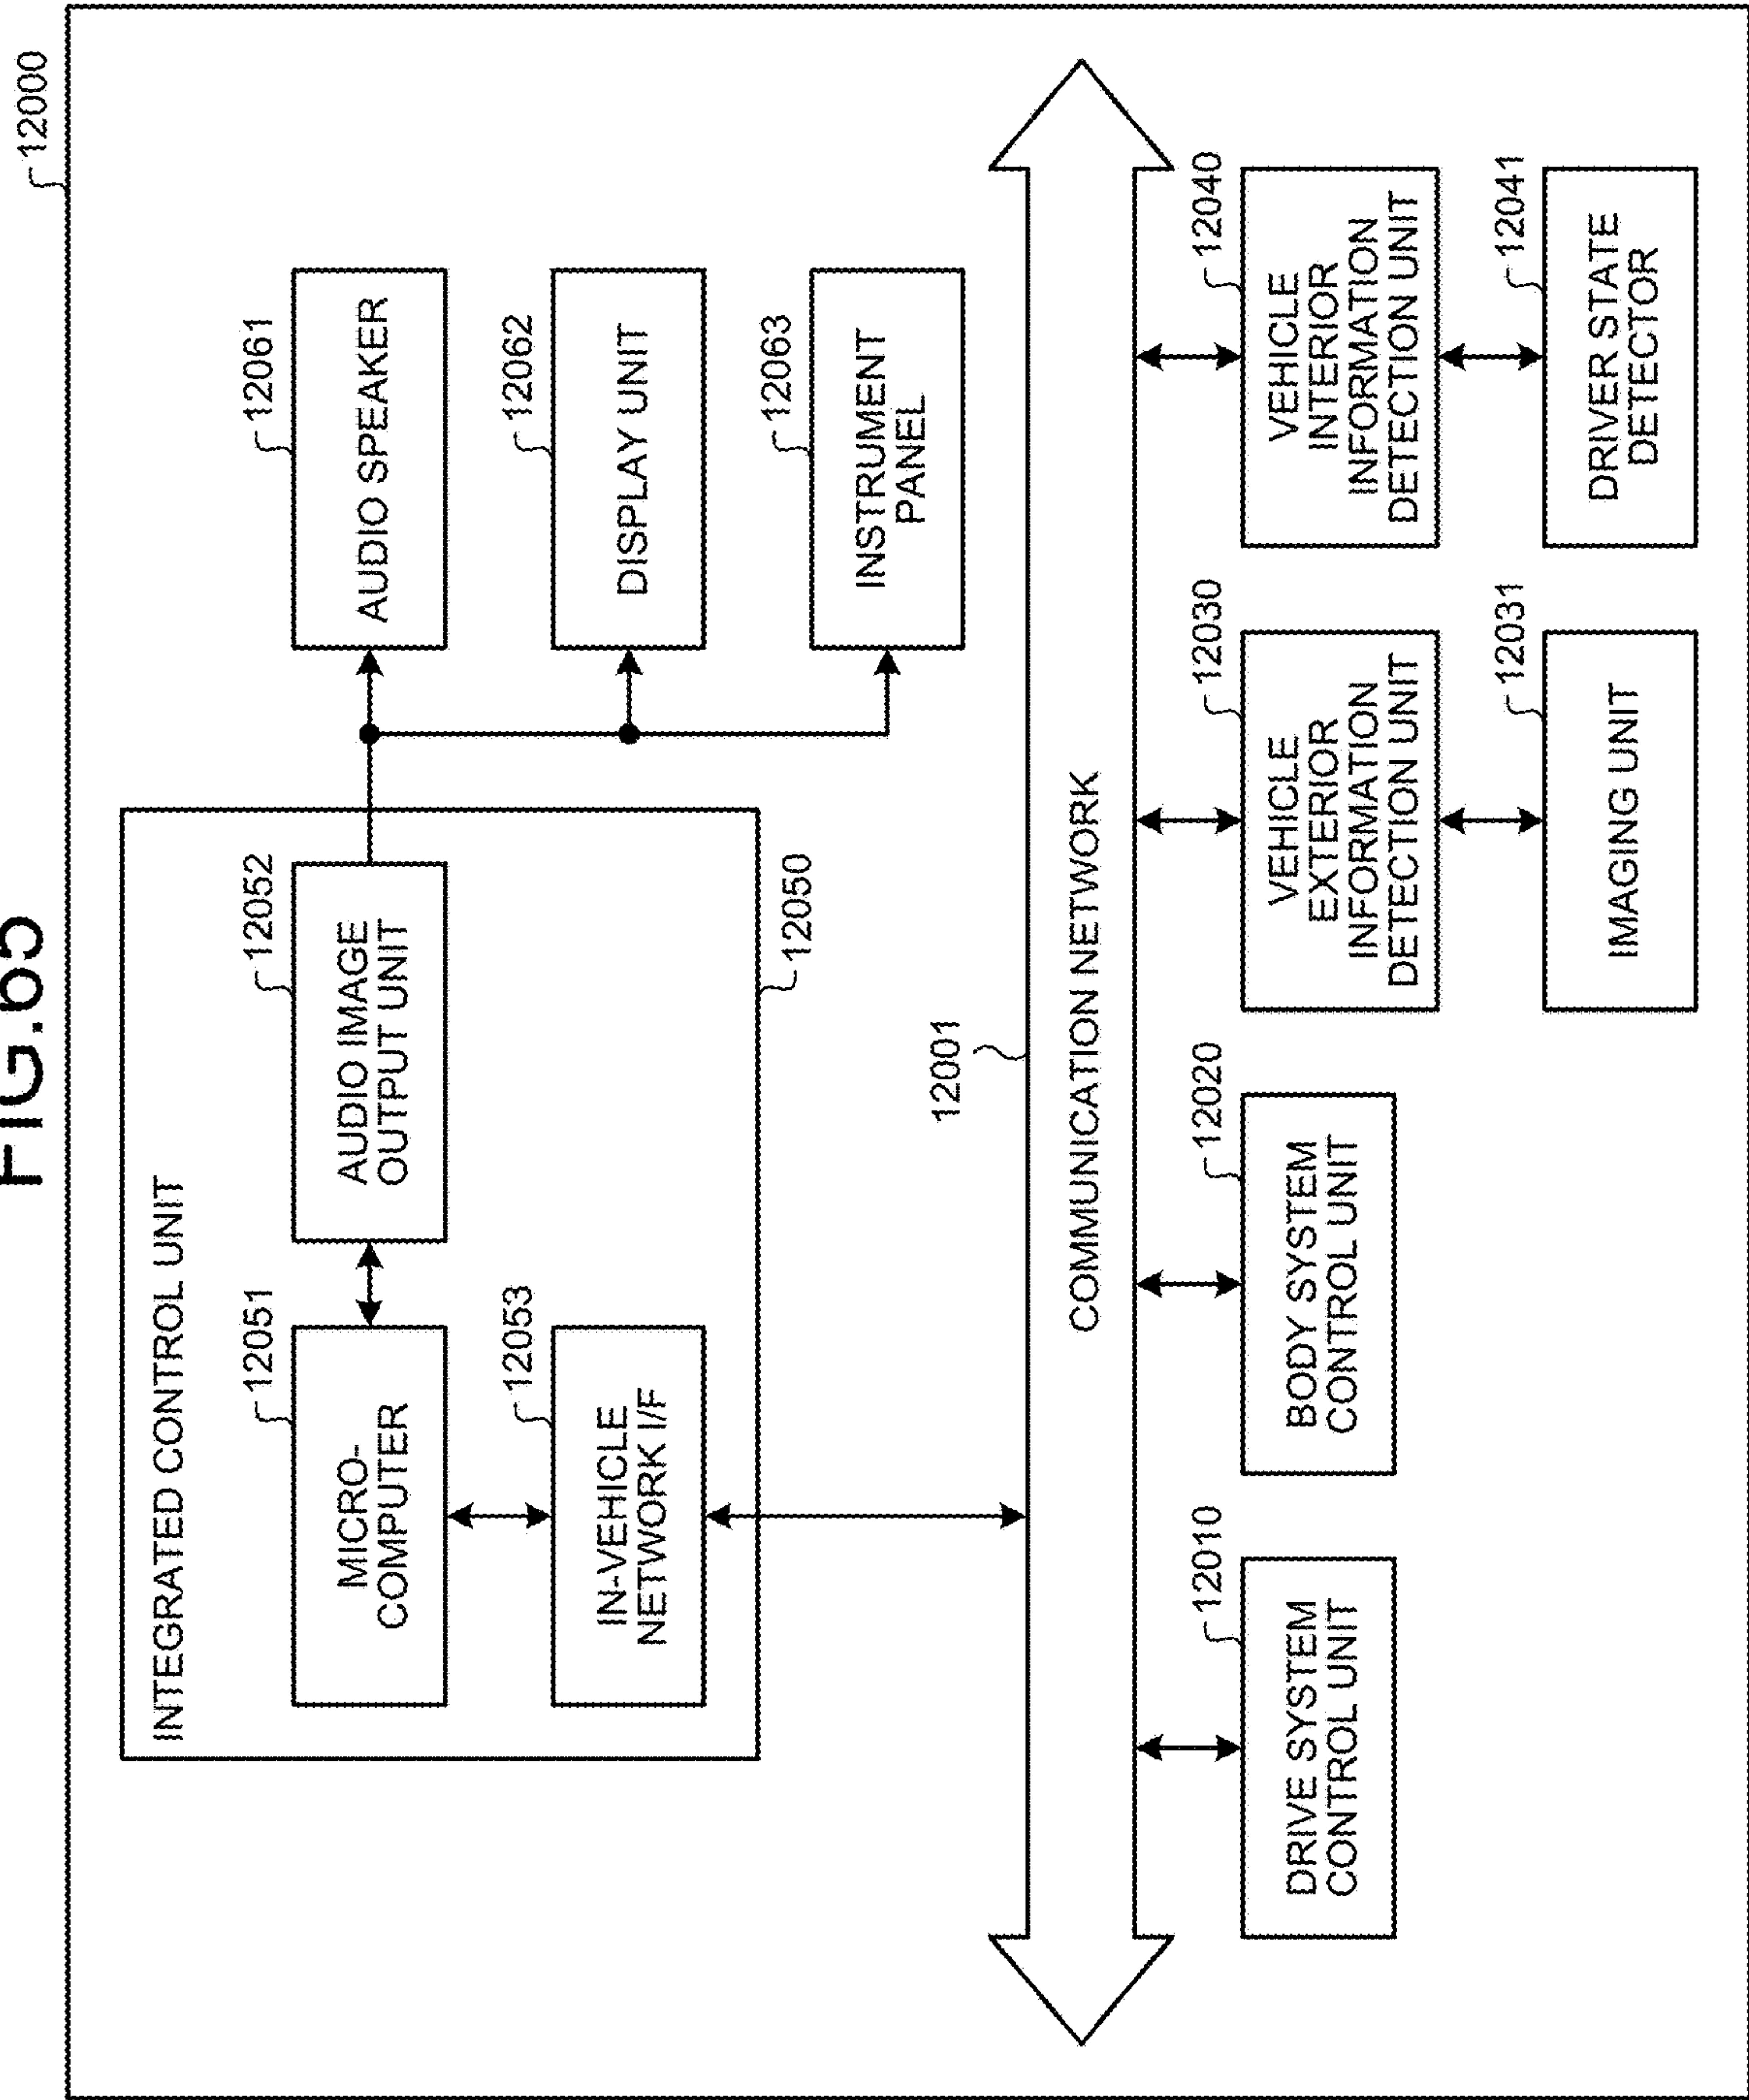 FIG.65
12000
INTEGRATED CONTROL UNIT
12051
MICRO-
COMPUTER
12052
AUDIO IMAGE
OUTPUT UNIT
12061
AUDIO SPEAKER
12053
IN-VEHICLE
NETWORK I/F
12062
DISPLAY UNIT
12050
12063
INSTRUMENT
PANEL
12001
COMMUNICATION NETWORK
12010
DRIVE SYSTEM
CONTROL UNIT
12020
BODY SYSTEM
CONTROL UNIT
12030
VEHICLE
EXTERIOR
INFORMATION
DETECTION UNIT
12040
VEHICLE
INTERIOR
INFORMATION
DETECTION UNIT
12031
IMAGING UNIT
12041
DRIVER STATE
DETECTOR